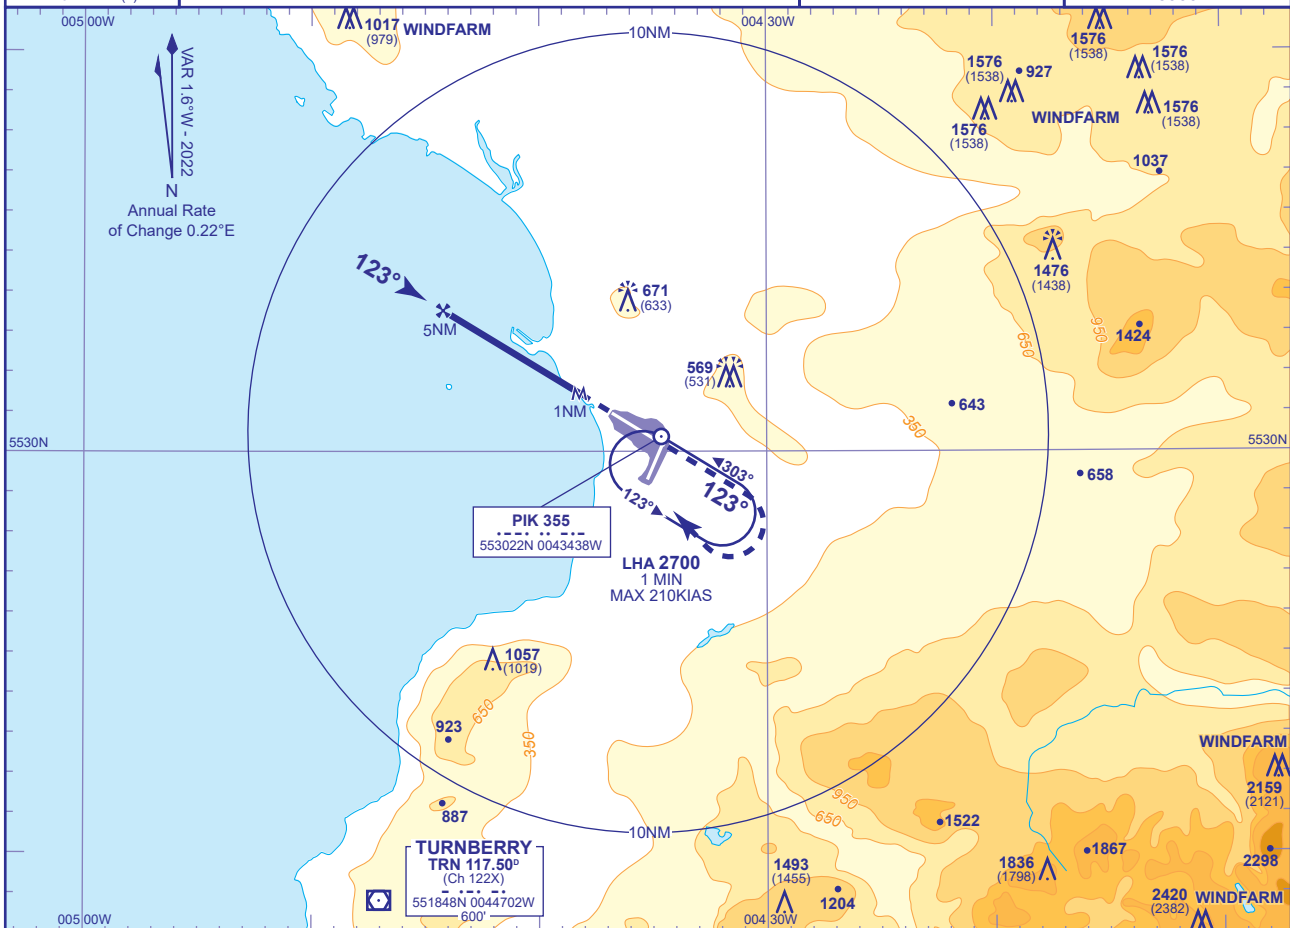 005 00W
1017
(979)
WINDFARM
10NM
004 30W
1576
(1538)
1576
(1538)
927
1576
(1538)
1576
(1538)
WINDFARM
1576
(1538)
VAR 1.6°W - 2022
N
Annual Rate
of Change 0.22°E
1037
123°
5NM
671
(633)
1476
(1438)
650
950
1424
569
(531)
1NM
643
350
5530N
5530N
303°
123°
123°
658
PIK 355
553022N 0043438W
LHA 2700
1 MIN
MAX 210KIAS
1057
(1019)
650
923
350
WINDFARM
2159
(2121)
887
950
650
1522
10NM
TURNBERRY
TRN 117.50ᴰ
(Ch 122X)
551848N 0044702W
600'
1493
(1455)
1204
1836
(1798)
1867
2298
2420
(2382)
WINDFARM
005 00W
004 30W